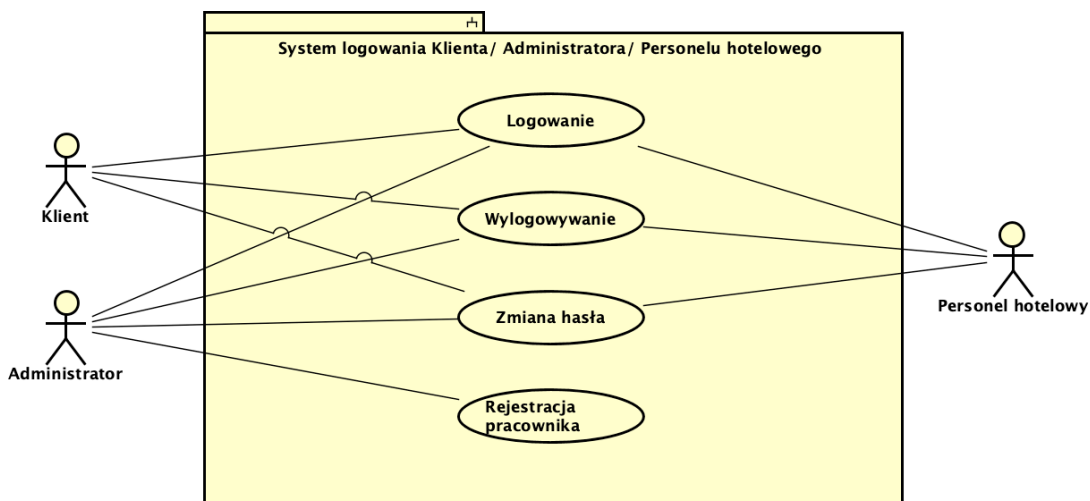 System logowania Klienta/ Administratora/ Personelu hotelowego
Logowanie
Klient
Wylogowywanie
Personel hotelowy
Zmiana hasła
Administrator
Rejestracja
pracownika